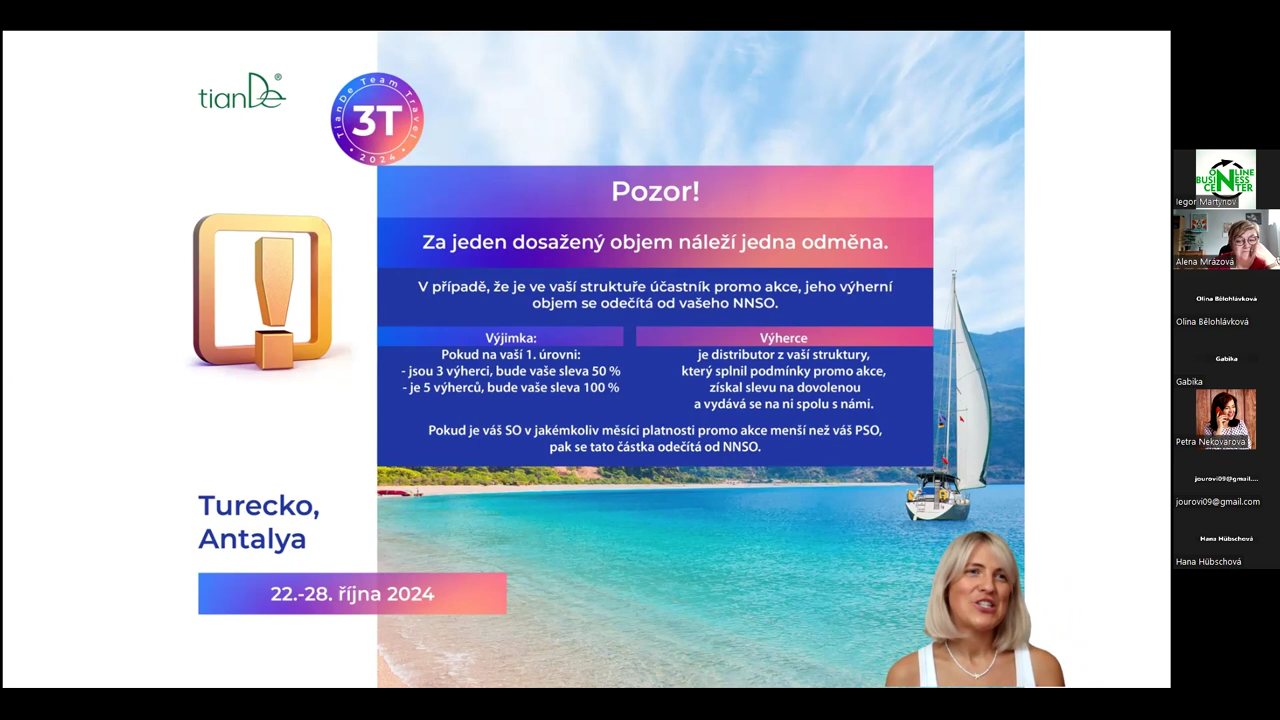 tianDe®
TianDe Team Travel
3T
• 2024 •
Pozor!
Za jeden dosažený objem náleží jedna odměna.
V případě, že je ve vaší struktuře účastník promo akce, jeho výherní
objem se odečítá od vašeho NNSO.
Výjimka:
Pokud na vaší 1. úrovni:
- jsou 3 výherci, bude vaše sleva 50 %
- je 5 výherců, bude vaše sleva 100 %
Výherce
je distributor z vaší struktury,
který splnil podmínky promo akce,
získal slevu na dovolenou
a vydává se na ni spolu s námi.
Pokud je váš SO v jakémkoliv měsíci platnosti promo akce menší než váš PSO,
pak se tato částka odečítá od NNSO.
Turecko,
Antalya
22.-28. října 2024
ONLINE
BUSINESS
CENTER
Iegor Martynov
Alena Mrázová
Olina Bělohlávková
Olina Bělohlávková
Gabika
Gabika
Petra Nekovarova
jourovi09@gmail....
jourovi09@gmail.com
Hana Hübschová
Hana Hübschová